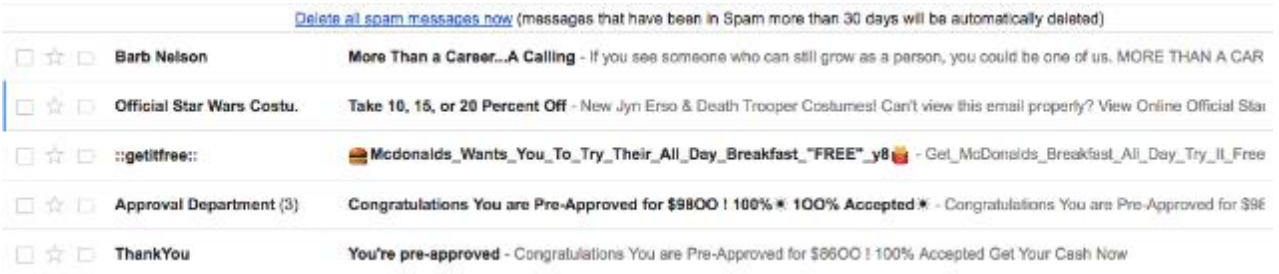 Delete all spam messages now (messages that have been in Spam more than 30 days will be automatically deleted)
Barb Nelson More Than a Career...A Calling - If you see someone who can still grow as a person, you could be one of us. MORE THAN A CAR
Official Star Wars Costu. Take 10, 15, or 20 Percent Off - New Jyn Erso & Death Trooper Costumes! Can't view this email properly? View Online Official Star
::getitfree:: 🍔Mcdonalds_Wants_You_To_Try_Their_All_Day_Breakfast_"FREE"_y8🍟 - Get_McDonalds_Breakfast_All_Day_Try_It_Free
Approval Department (3) Congratulations You are Pre-Approved for $98OO ! 100%☀ 1OO% Accepted☀ - Congratulations You are Pre-Approved for $98
ThankYou You're pre-approved - Congratulations You are Pre-Approved for $86OO ! 100% Accepted Get Your Cash Now